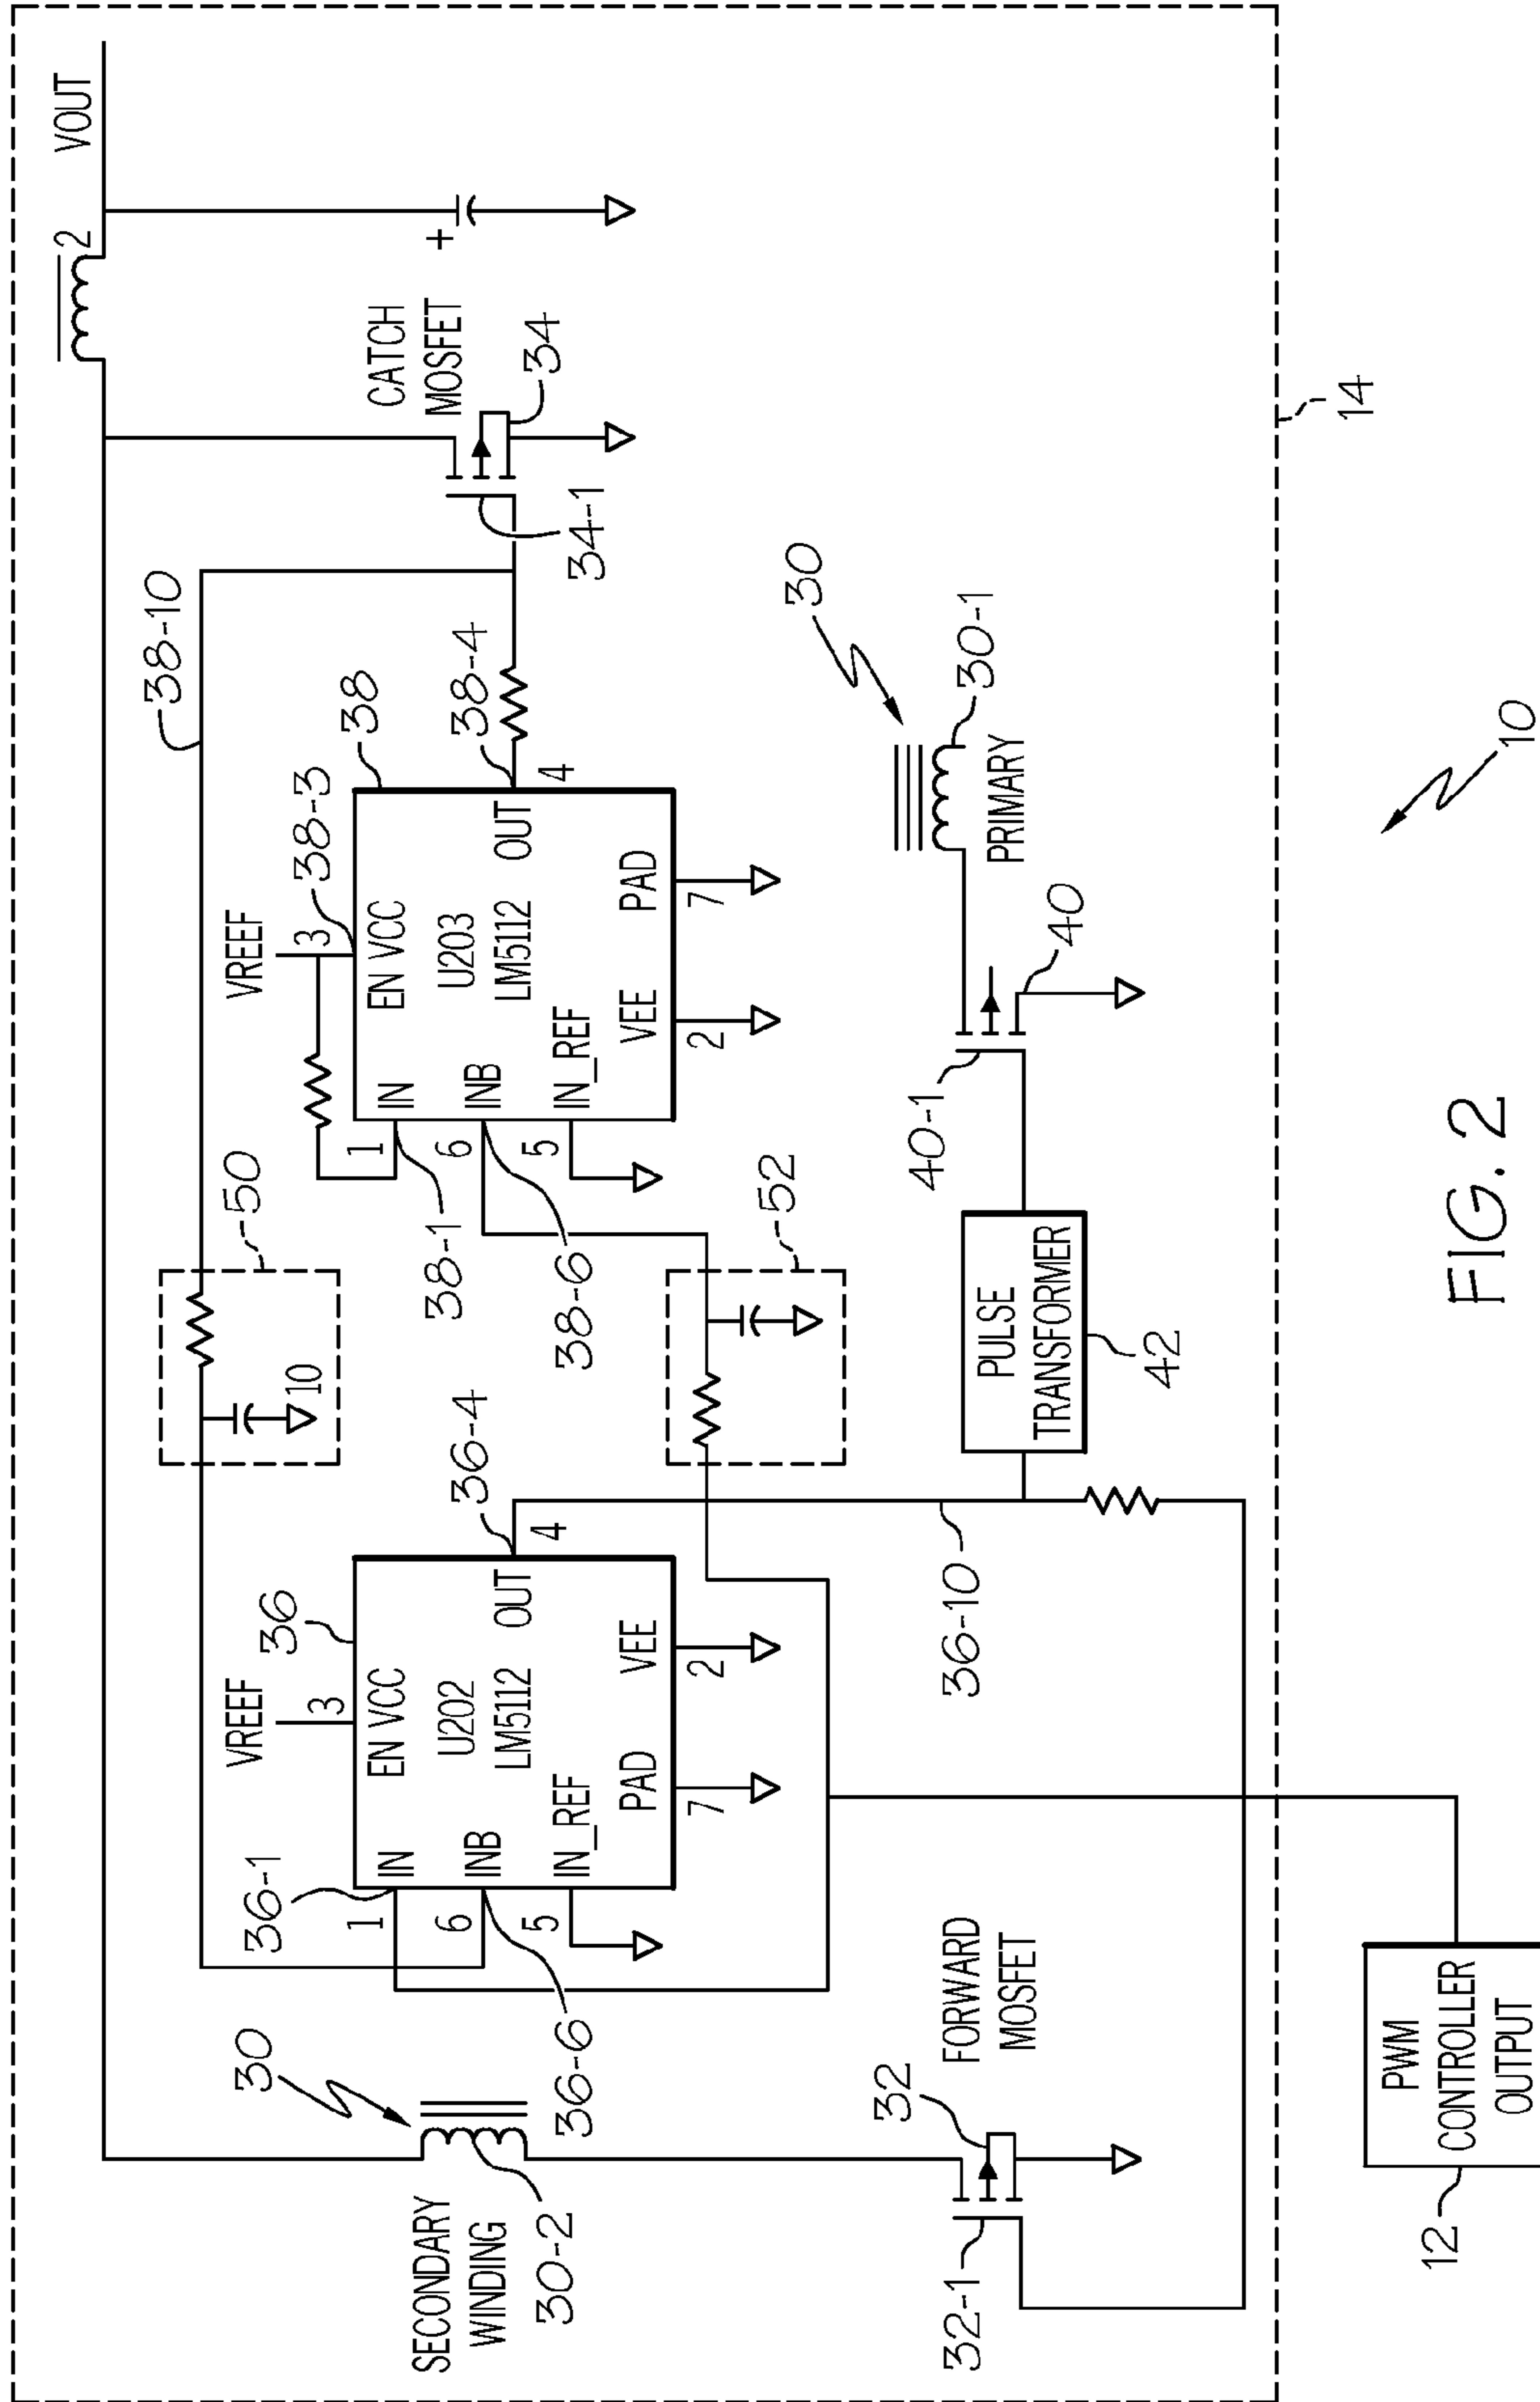 VOUT
2
+
CATCH
MOSFET
34
34-1
38-10
38
38-3
38-4
VREEF
3
EN VCC
U203
LM5112
OUT
4
IN
INB
IN_REF
VEE
PAD
1
6
5
2
7
38-1
38-6
50
10
52
30
30-1
PRIMARY
40
40-1
PULSE
TRANSFORMER
42
36
36-4
VREEF
3
EN VCC
U202
LM5112
OUT
4
IN
INB
IN_REF
PAD
VEE
1
6
5
7
2
36-1
36-6
36-10
30
SECONDARY
WINDING
30-2
FORWARD
MOSFET
32
32-1
14
PWM
CONTROLLER
OUTPUT
12
10
FIG. 2